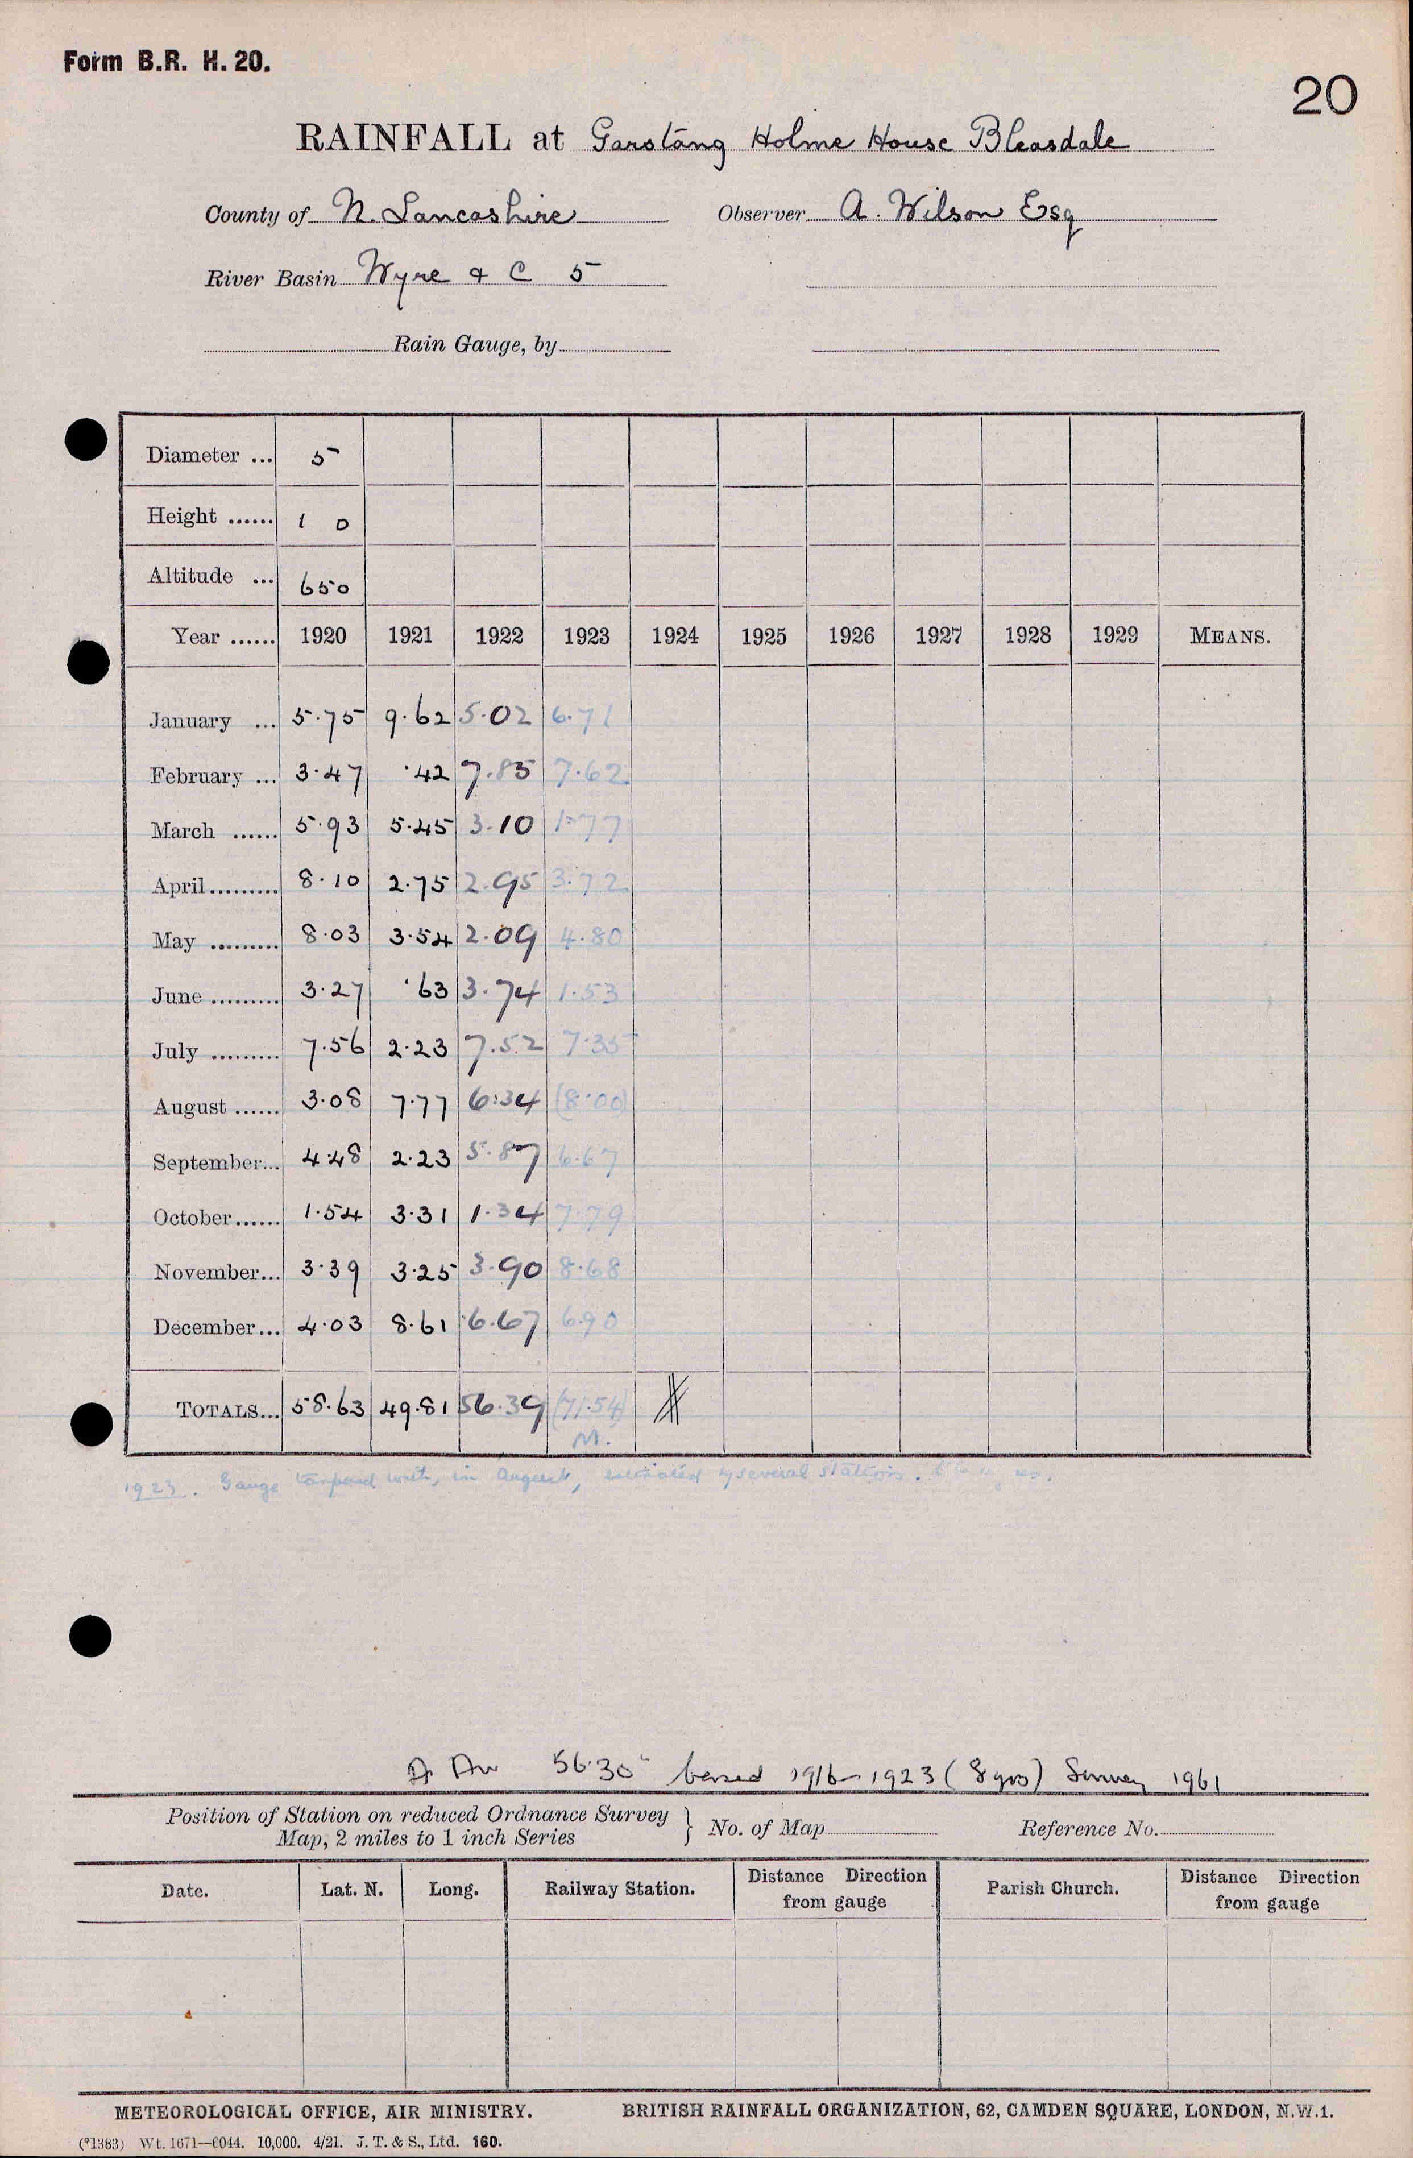 Form B.R. H. 20.
20
RAINFALL at Garstang Holme House Bleasdale
County of N. Lancashire Observer A. Wilson Esq
River Basin Wyre & C 5
Rain Gauge, by
Diameter ... 5
Height ...... 1 0
Altitude ... 650
Year ...... 1920 1921 1922 1923 1924 1925 1926 1927 1928 1929 MEANS.
January ... 5.75 9.62 5.02 6.71
February ... 3.47 .42 7.85 7.62
March ...... 5.93 5.45 3.10 1.77
April......... 8.10 2.75 2.95 3.72
May ......... 8.03 3.54 2.09 4.80
June ......... 3.27 .63 3.74 1.53
July ......... 7.56 2.23 7.52 7.35
August ...... 3.08 7.77 6.34 (8.00)
September... 4.48 2.23 5.87 6.67
October...... 1.54 3.31 1.34 7.79
November... 3.39 3.25 3.90 8.68
December... 4.03 8.61 6.67 6.90
TOTALS... 58.63 49.81 56.39 (71.54)
M.
1923. Gauge in August, estimated by several stations.
56.30 based 1916-1923 (8 yrs) Survey 1961
Position of Station on reduced Ordnance Survey
Map, 2 miles to 1 inch Series } No. of Map Reference No.
Date. Lat. N. Long. Railway Station. Distance Direction from gauge Parish Church. Distance Direction from gauge
METEOROLOGICAL OFFICE, AIR MINISTRY. BRITISH RAINFALL ORGANIZATION, 62, CAMDEN SQUARE, LONDON, N.W.1.
(*1383) Wt. 1671—6044. 10,000. 4/21. J. T. & S., Ltd. 160.